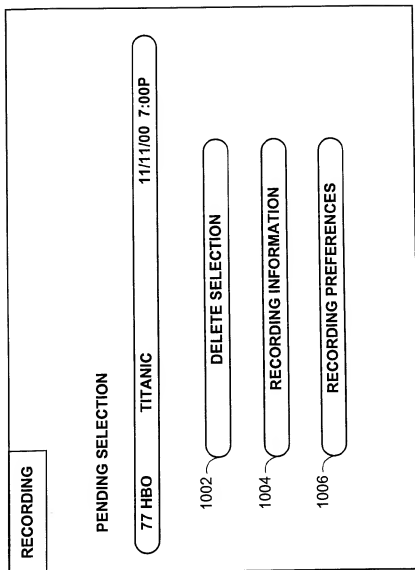 RECORDING
PENDING SELECTION
77 HBO TITANIC 11/11/00 7:00P
1002 DELETE SELECTION
1004 RECORDING INFORMATION
1006 RECORDING PREFERENCES